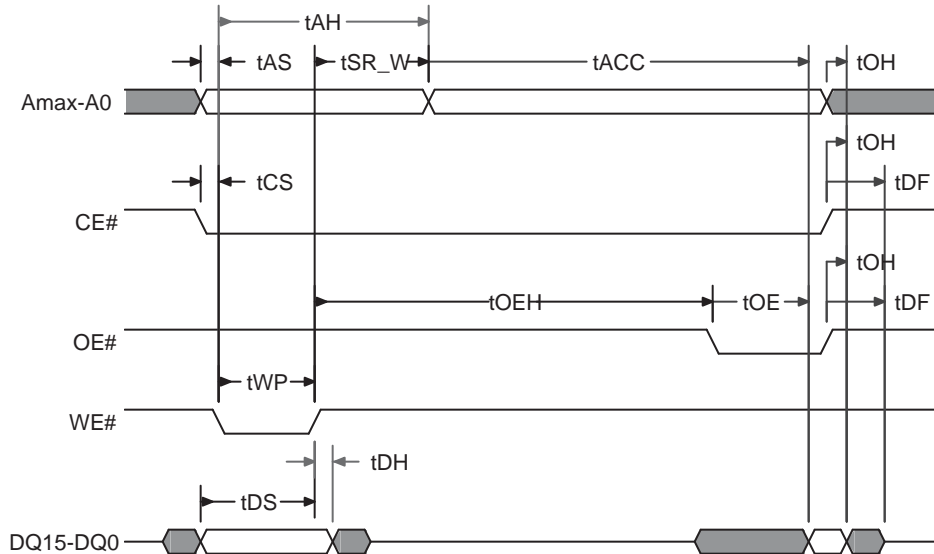 tAH
tAS tSR_W tACC tOH
Amax-A0
tOH
tCS tDF
CE#
tOH
tOEH tOE tDF
OE#
tWP
WE#
tDH
tDS
DQ15-DQ0